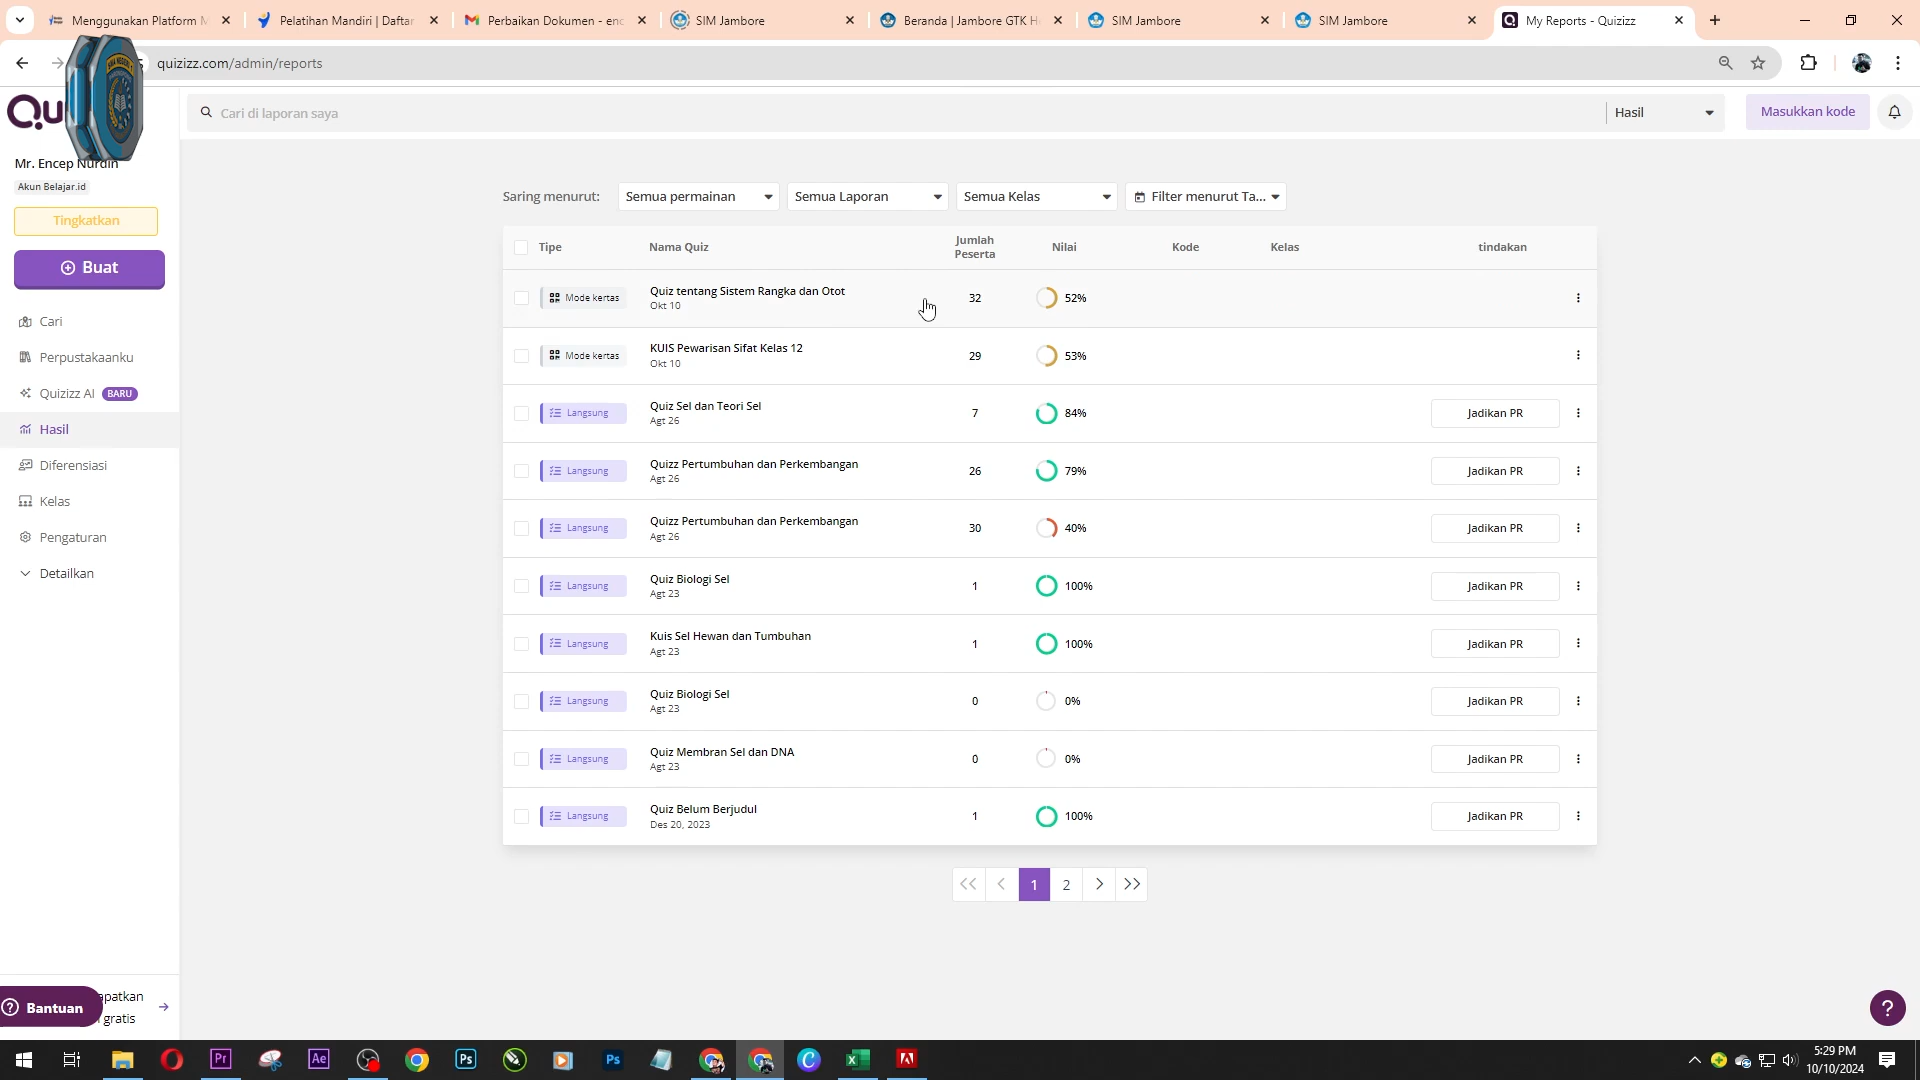 Menggunakan Platform M
Pelatihan Mandiri | Daftar
Perbaikan Dokumen - enc
SIM Jambore
Beranda | Jambore GTK H
SIM Jambore
SIM Jambore
My Reports - Quizizz
quizizz.com/admin/reports
Qu
Cari di laporan saya
Hasil
Masukkan kode
Mr. Encep Nurdin
Akun Belajar.id
Tingkatkan
Buat
Cari
Perpustakaanku
Quizizz AI BARU
Hasil
Diferensiasi
Kelas
Pengaturan
Detailkan
Saring menurut:
Semua permainan
Semua Laporan
Semua Kelas
Filter menurut Ta...
Tipe Nama Quiz Jumlah Peserta Nilai Kode Kelas tindakan
Mode kertas Quiz tentang Sistem Rangka dan Otot 32 52%
Okt 10
Mode kertas KUIS Pewarisan Sifat Kelas 12 29 53%
Okt 10
Langsung Quiz Sel dan Teori Sel 7 84% Jadikan PR
Agt 26
Langsung Quizz Pertumbuhan dan Perkembangan 26 79% Jadikan PR
Agt 26
Langsung Quizz Pertumbuhan dan Perkembangan 30 40% Jadikan PR
Agt 26
Langsung Quiz Biologi Sel 1 100% Jadikan PR
Agt 23
Langsung Kuis Sel Hewan dan Tumbuhan 1 100% Jadikan PR
Agt 23
Langsung Quiz Biologi Sel 0 0% Jadikan PR
Agt 23
Langsung Quiz Membran Sel dan DNA 0 0% Jadikan PR
Agt 23
Langsung Quiz Belum Berjudul 1 100% Jadikan PR
Des 20, 2023
<< < 1 2 > >>
apatkan
gratis
Bantuan
?
Pr
Ae
Ps
Ps
5:29 PM
10/10/2024